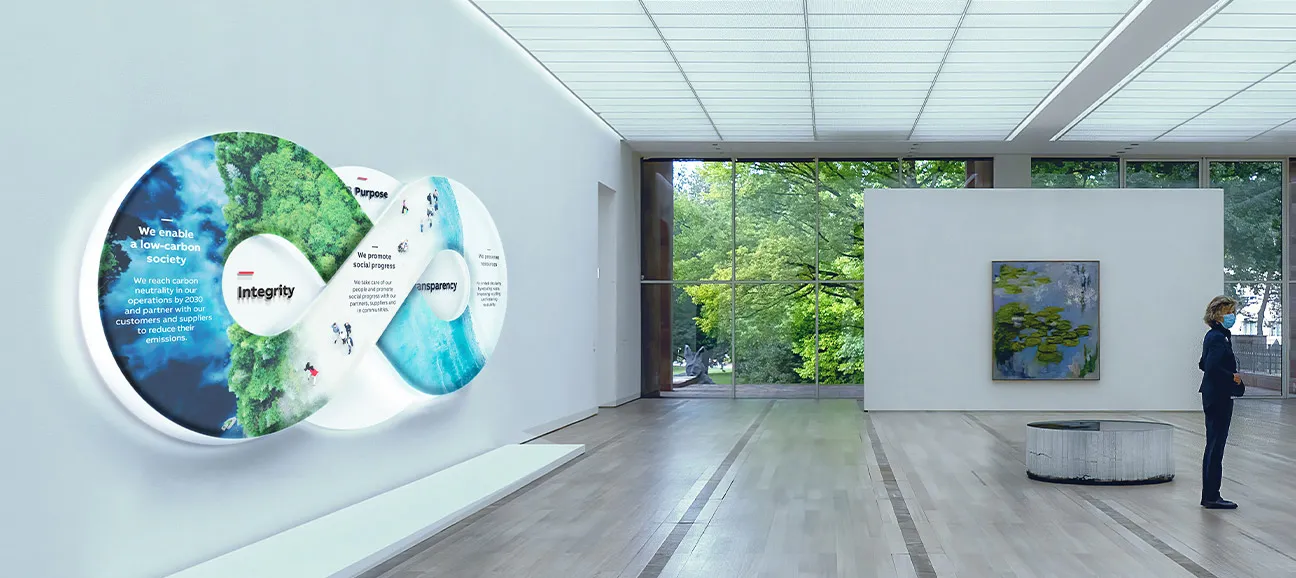 We enable
a low-carbon
society
We reach carbon
neutrality in our
operations by 2030
and partner with our
customers and suppliers
to reduce their
emissions.
Integrity
Purpose
We promote
social progress
We take care of our
people and promote
social progress with our
partners, suppliers and
in communities.
ansparency
We preserve
resources